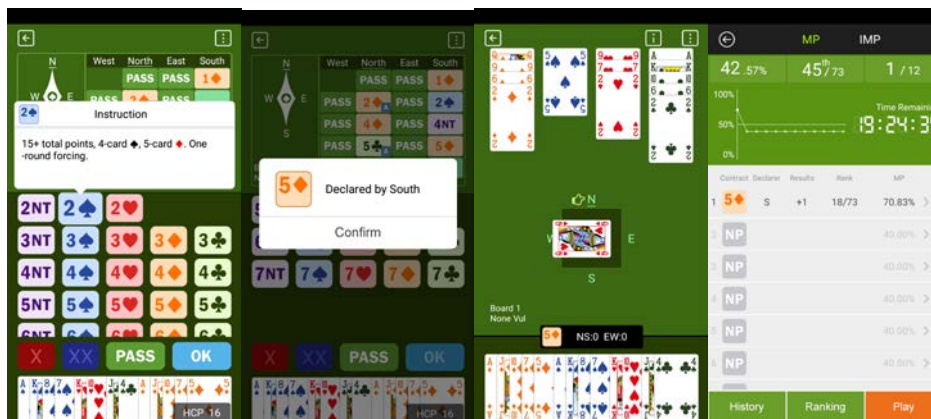 N
W E
West North East South
PASS PASS 1♦
PASS
2♠
Instruction
15+ total points, 4-card ♠, 5-card ♦. One
-round forcing.
2NT 2♠ 2♥
3NT 3♠ 3♥ 3♦ 3♣
4NT 4♠ 4♥ 4♦ 4♣
5NT 5♠ 5♥ 5♦ 5♣
X XX PASS OK
HCP 16
N
W E
S
West North East South
PASS PASS 1♦
PASS 2♦ PASS 2♠
PASS 4♦ PASS 4NT
PASS 5♣ PASS 5♦
5♦ Declared by South
Confirm
7NT 7♠ 7♥ 7♦ 7♣
X XX PASS OK
HCP 16
N
W E
S
Board 1
None Vul
5♦ NS:0 EW:0
MP IMP
42.57% 45th/73 1/12
100%
50%
0%
Time Remain
19:24:3
Contract Declarer Results Rank MP
1 5♦ S +1 18/73 70.83%
NP 40.00%
NP 40.00%
NP 40.00%
NP 40.00%
NP 40.00%
History Ranking Play